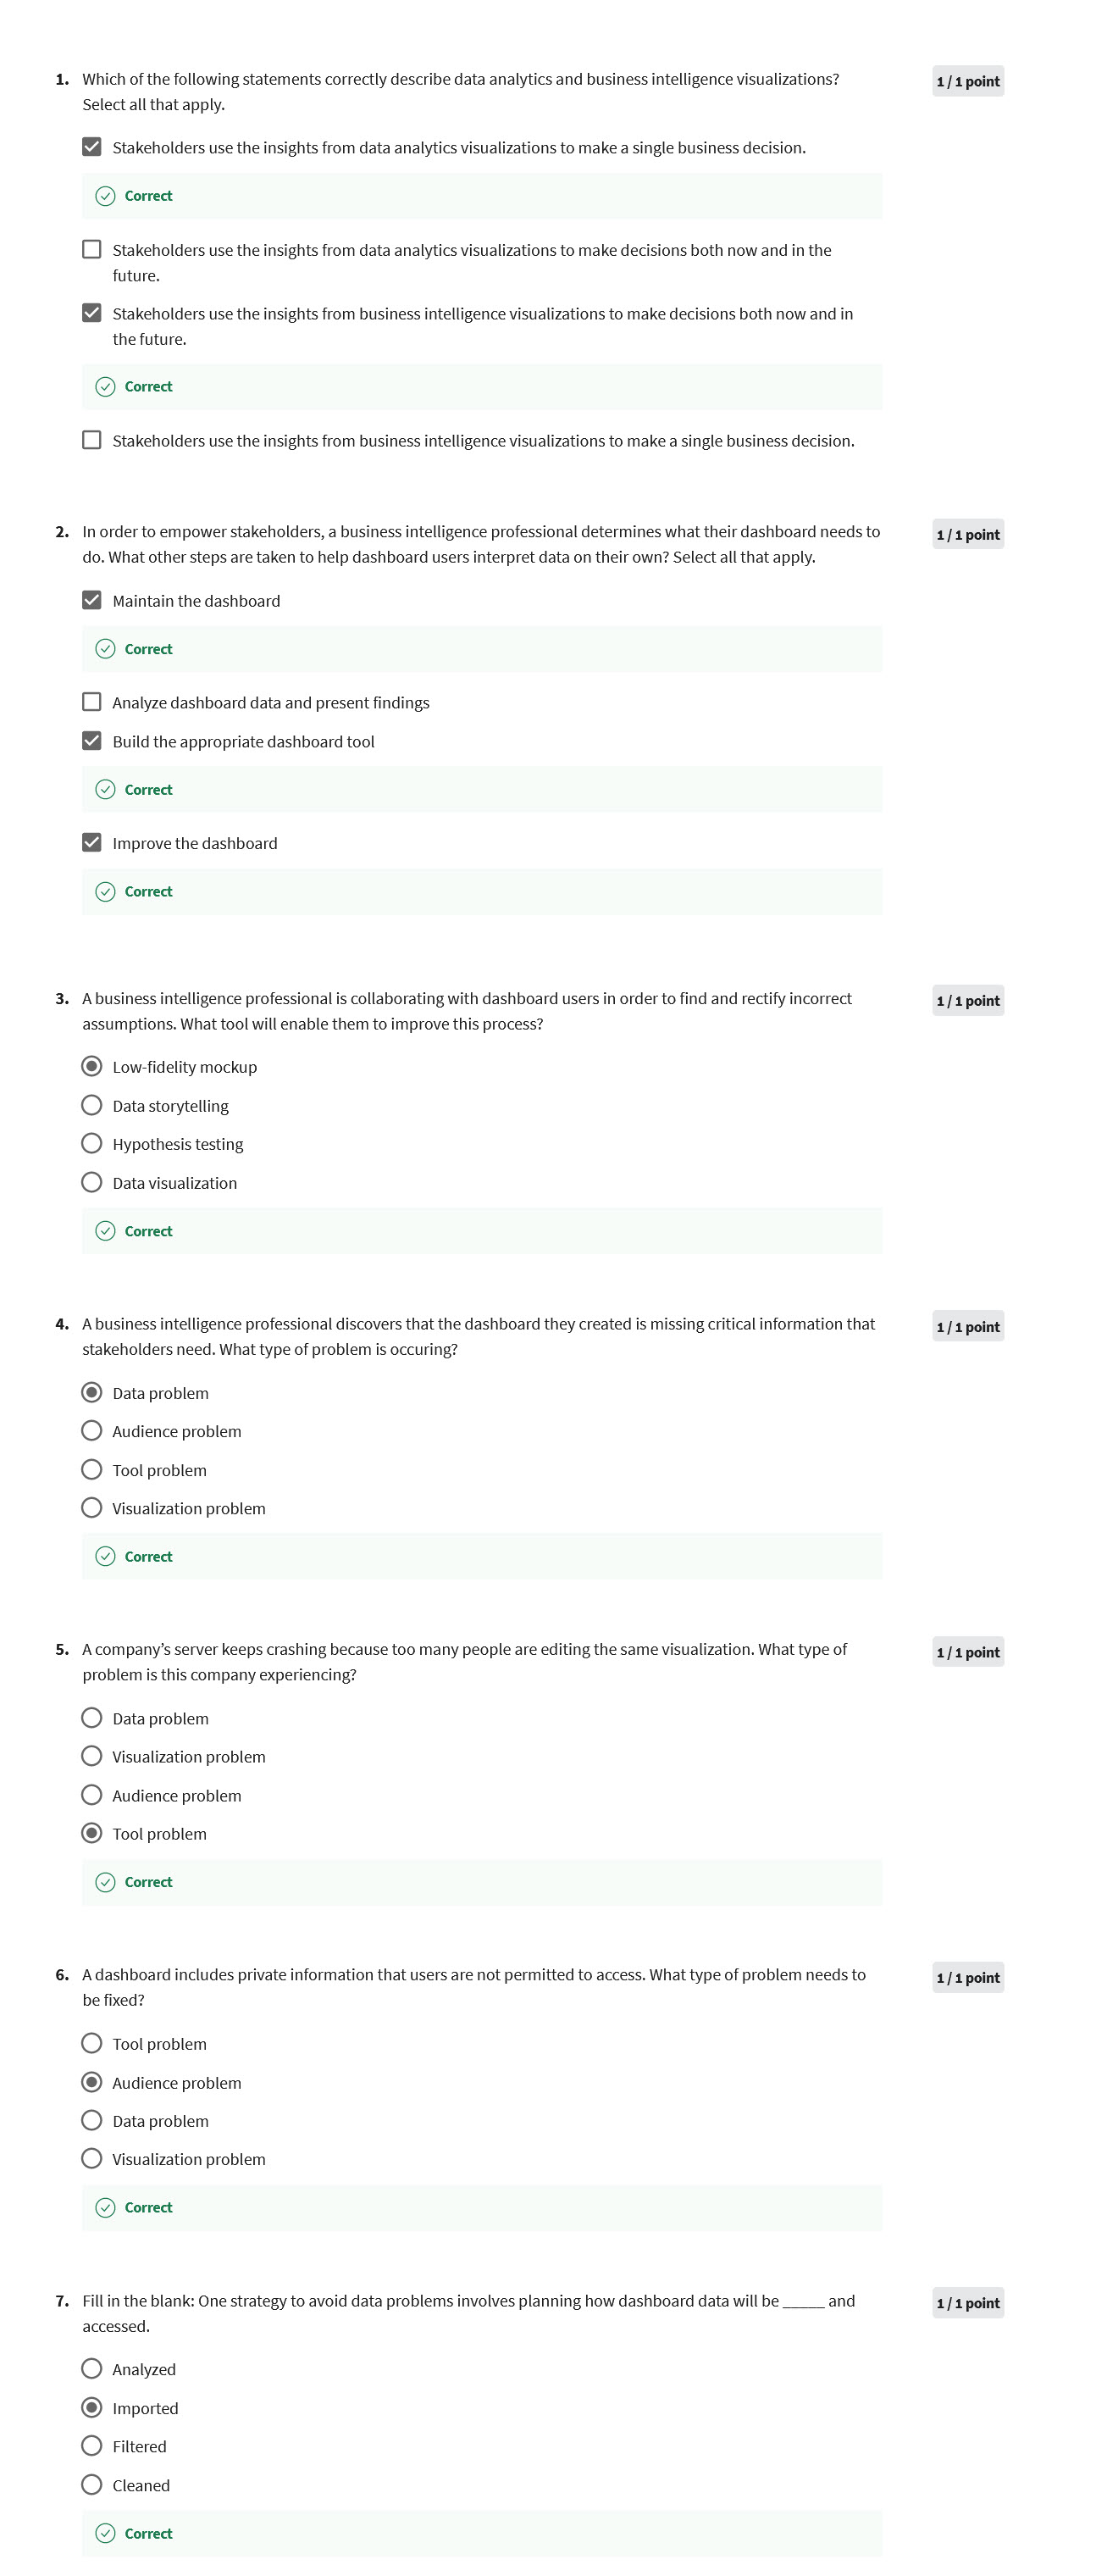 1. Which of the following statements correctly describe data analytics and business intelligence visualizations? 1 / 1 point
Select all that apply.
Stakeholders use the insights from data analytics visualizations to make a single business decision.
Correct
Stakeholders use the insights from data analytics visualizations to make decisions both now and in the
future.
Stakeholders use the insights from business intelligence visualizations to make decisions both now and in
the future.
Correct
Stakeholders use the insights from business intelligence visualizations to make a single business decision.
2. In order to empower stakeholders, a business intelligence professional determines what their dashboard needs to 1 / 1 point
do. What other steps are taken to help dashboard users interpret data on their own? Select all that apply.
Maintain the dashboard
Correct
Analyze dashboard data and present findings
Build the appropriate dashboard tool
Correct
Improve the dashboard
Correct
3. A business intelligence professional is collaborating with dashboard users in order to find and rectify incorrect 1 / 1 point
assumptions. What tool will enable them to improve this process?
Low-fidelity mockup
Data storytelling
Hypothesis testing
Data visualization
Correct
4. A business intelligence professional discovers that the dashboard they created is missing critical information that 1 / 1 point
stakeholders need. What type of problem is occuring?
Data problem
Audience problem
Tool problem
Visualization problem
Correct
5. A company’s server keeps crashing because too many people are editing the same visualization. What type of 1 / 1 point
problem is this company experiencing?
Data problem
Visualization problem
Audience problem
Tool problem
Correct
6. A dashboard includes private information that users are not permitted to access. What type of problem needs to 1 / 1 point
be fixed?
Tool problem
Audience problem
Data problem
Visualization problem
Correct
7. Fill in the blank: One strategy to avoid data problems involves planning how dashboard data will be _____ and 1 / 1 point
accessed.
Analyzed
Imported
Filtered
Cleaned
Correct